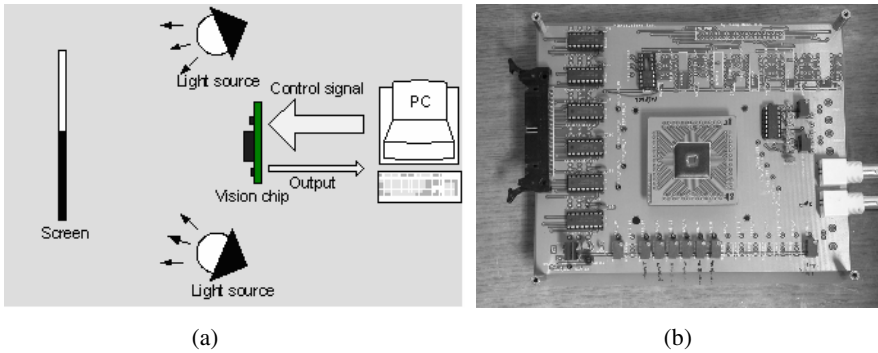 Light source
Control signal
PC
Output
Vision chip
Screen
Light source
(a)
(b)